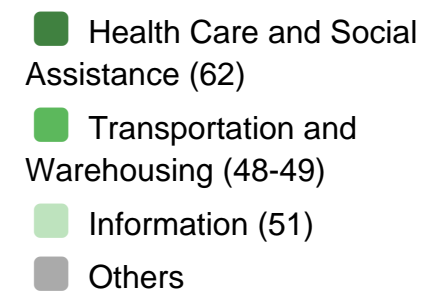 Health Care and Social
Assistance (62)
Transportation and
Warehousing (48-49)
Information (51)
Others